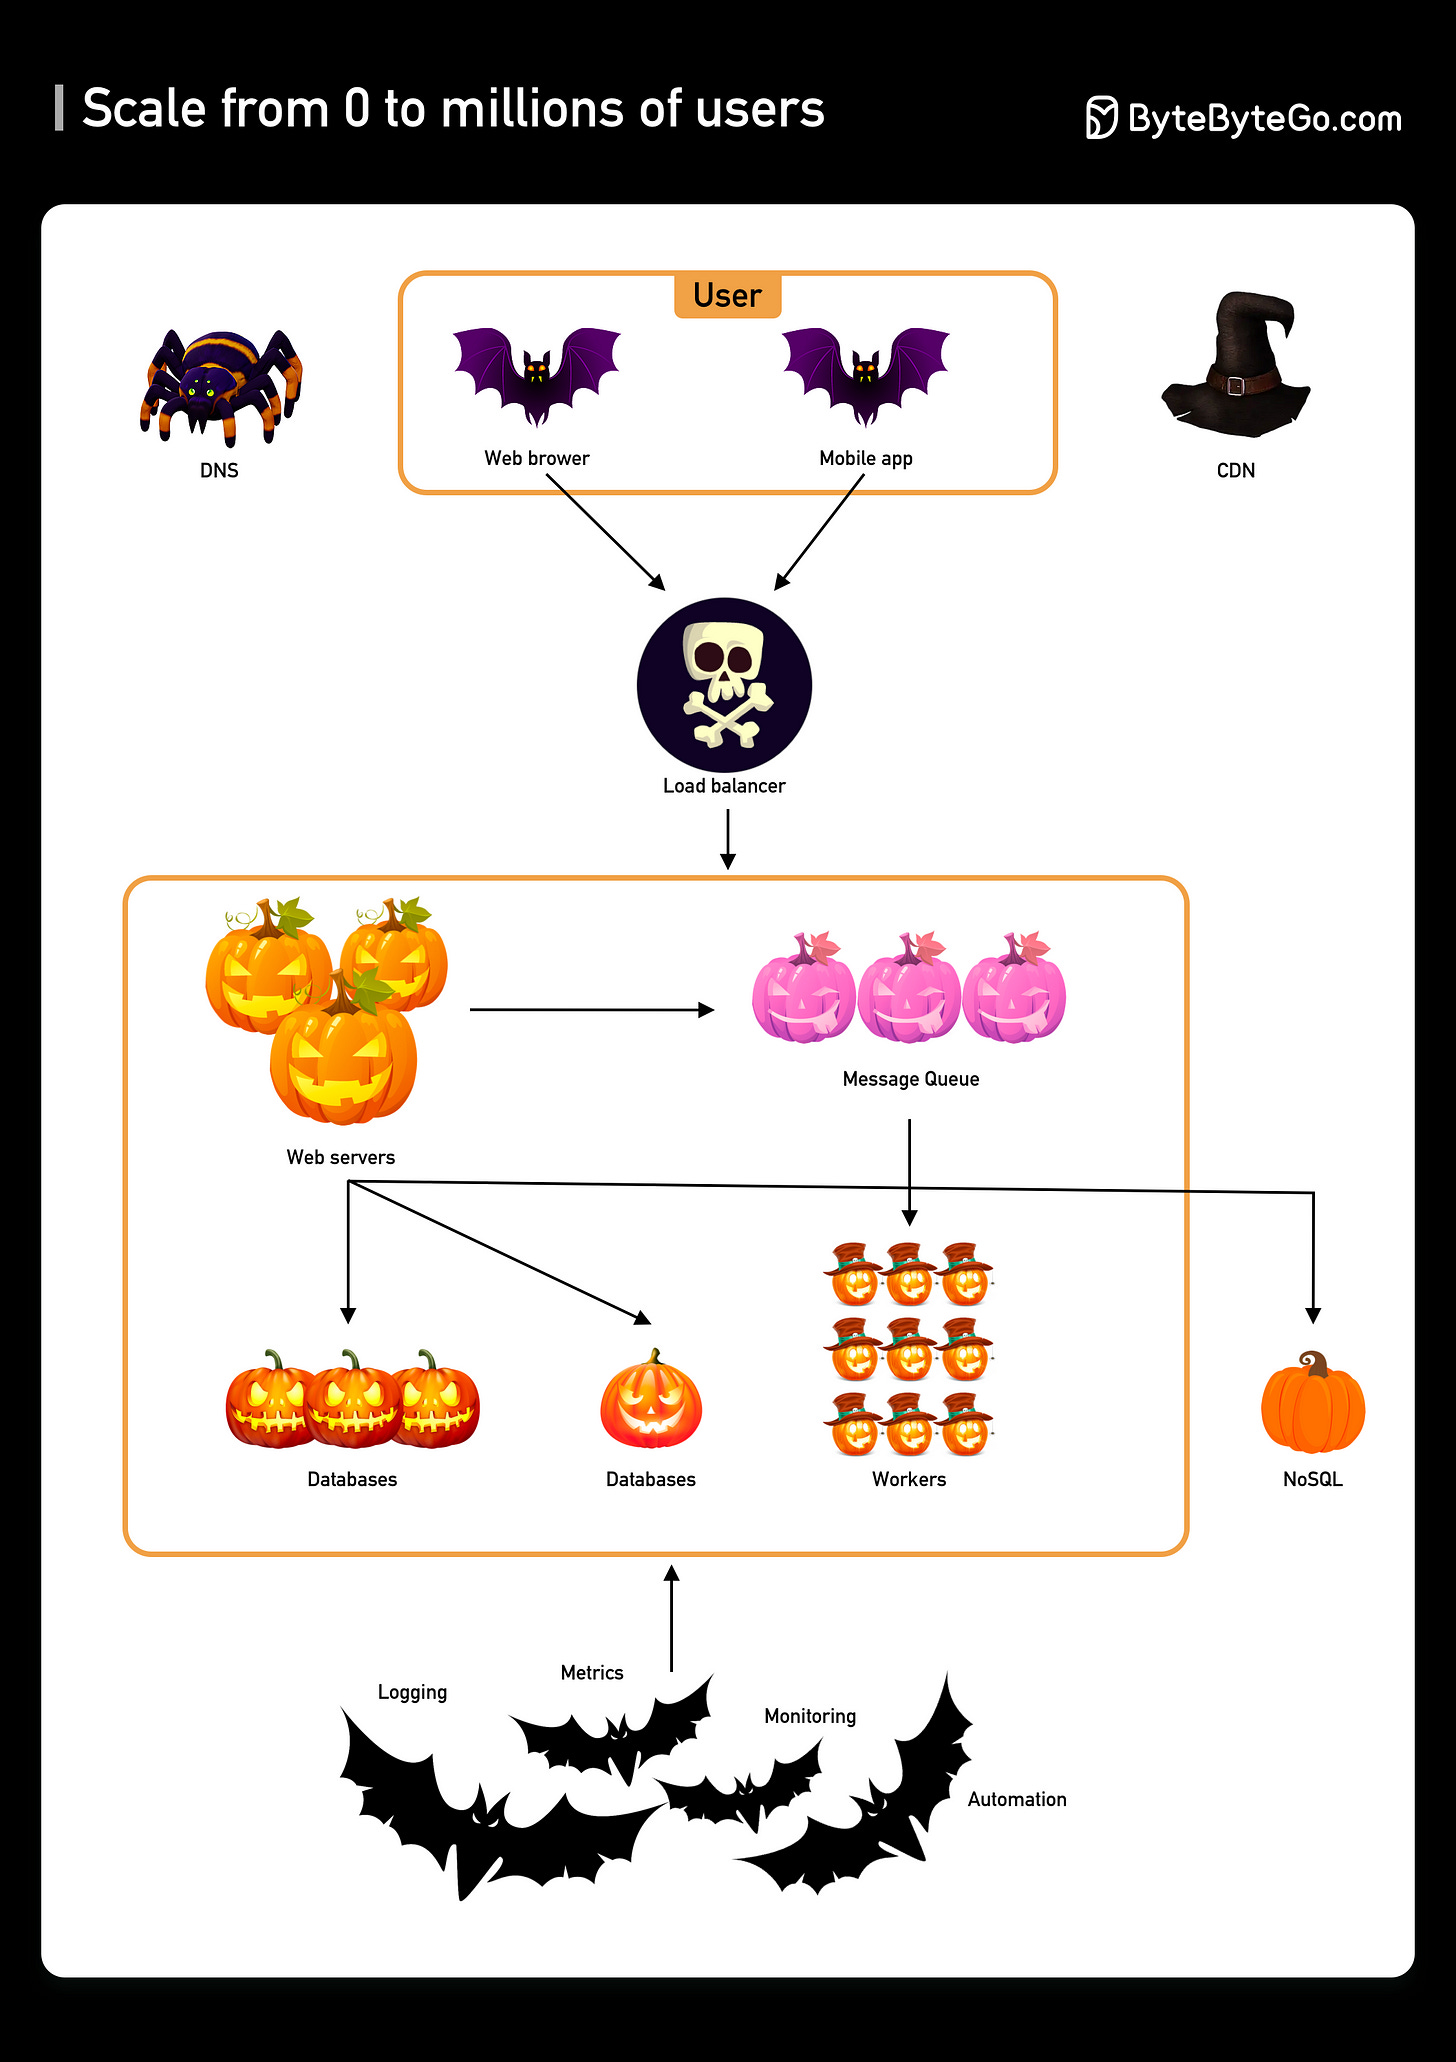 Scale from 0 to millions of users
ByteByteGo.com
User
DNS
Web brower
Mobile app
CDN
Load balancer
Message Queue
Web servers
Databases
Databases
Workers
NoSQL
Logging
Metrics
Monitoring
Automation